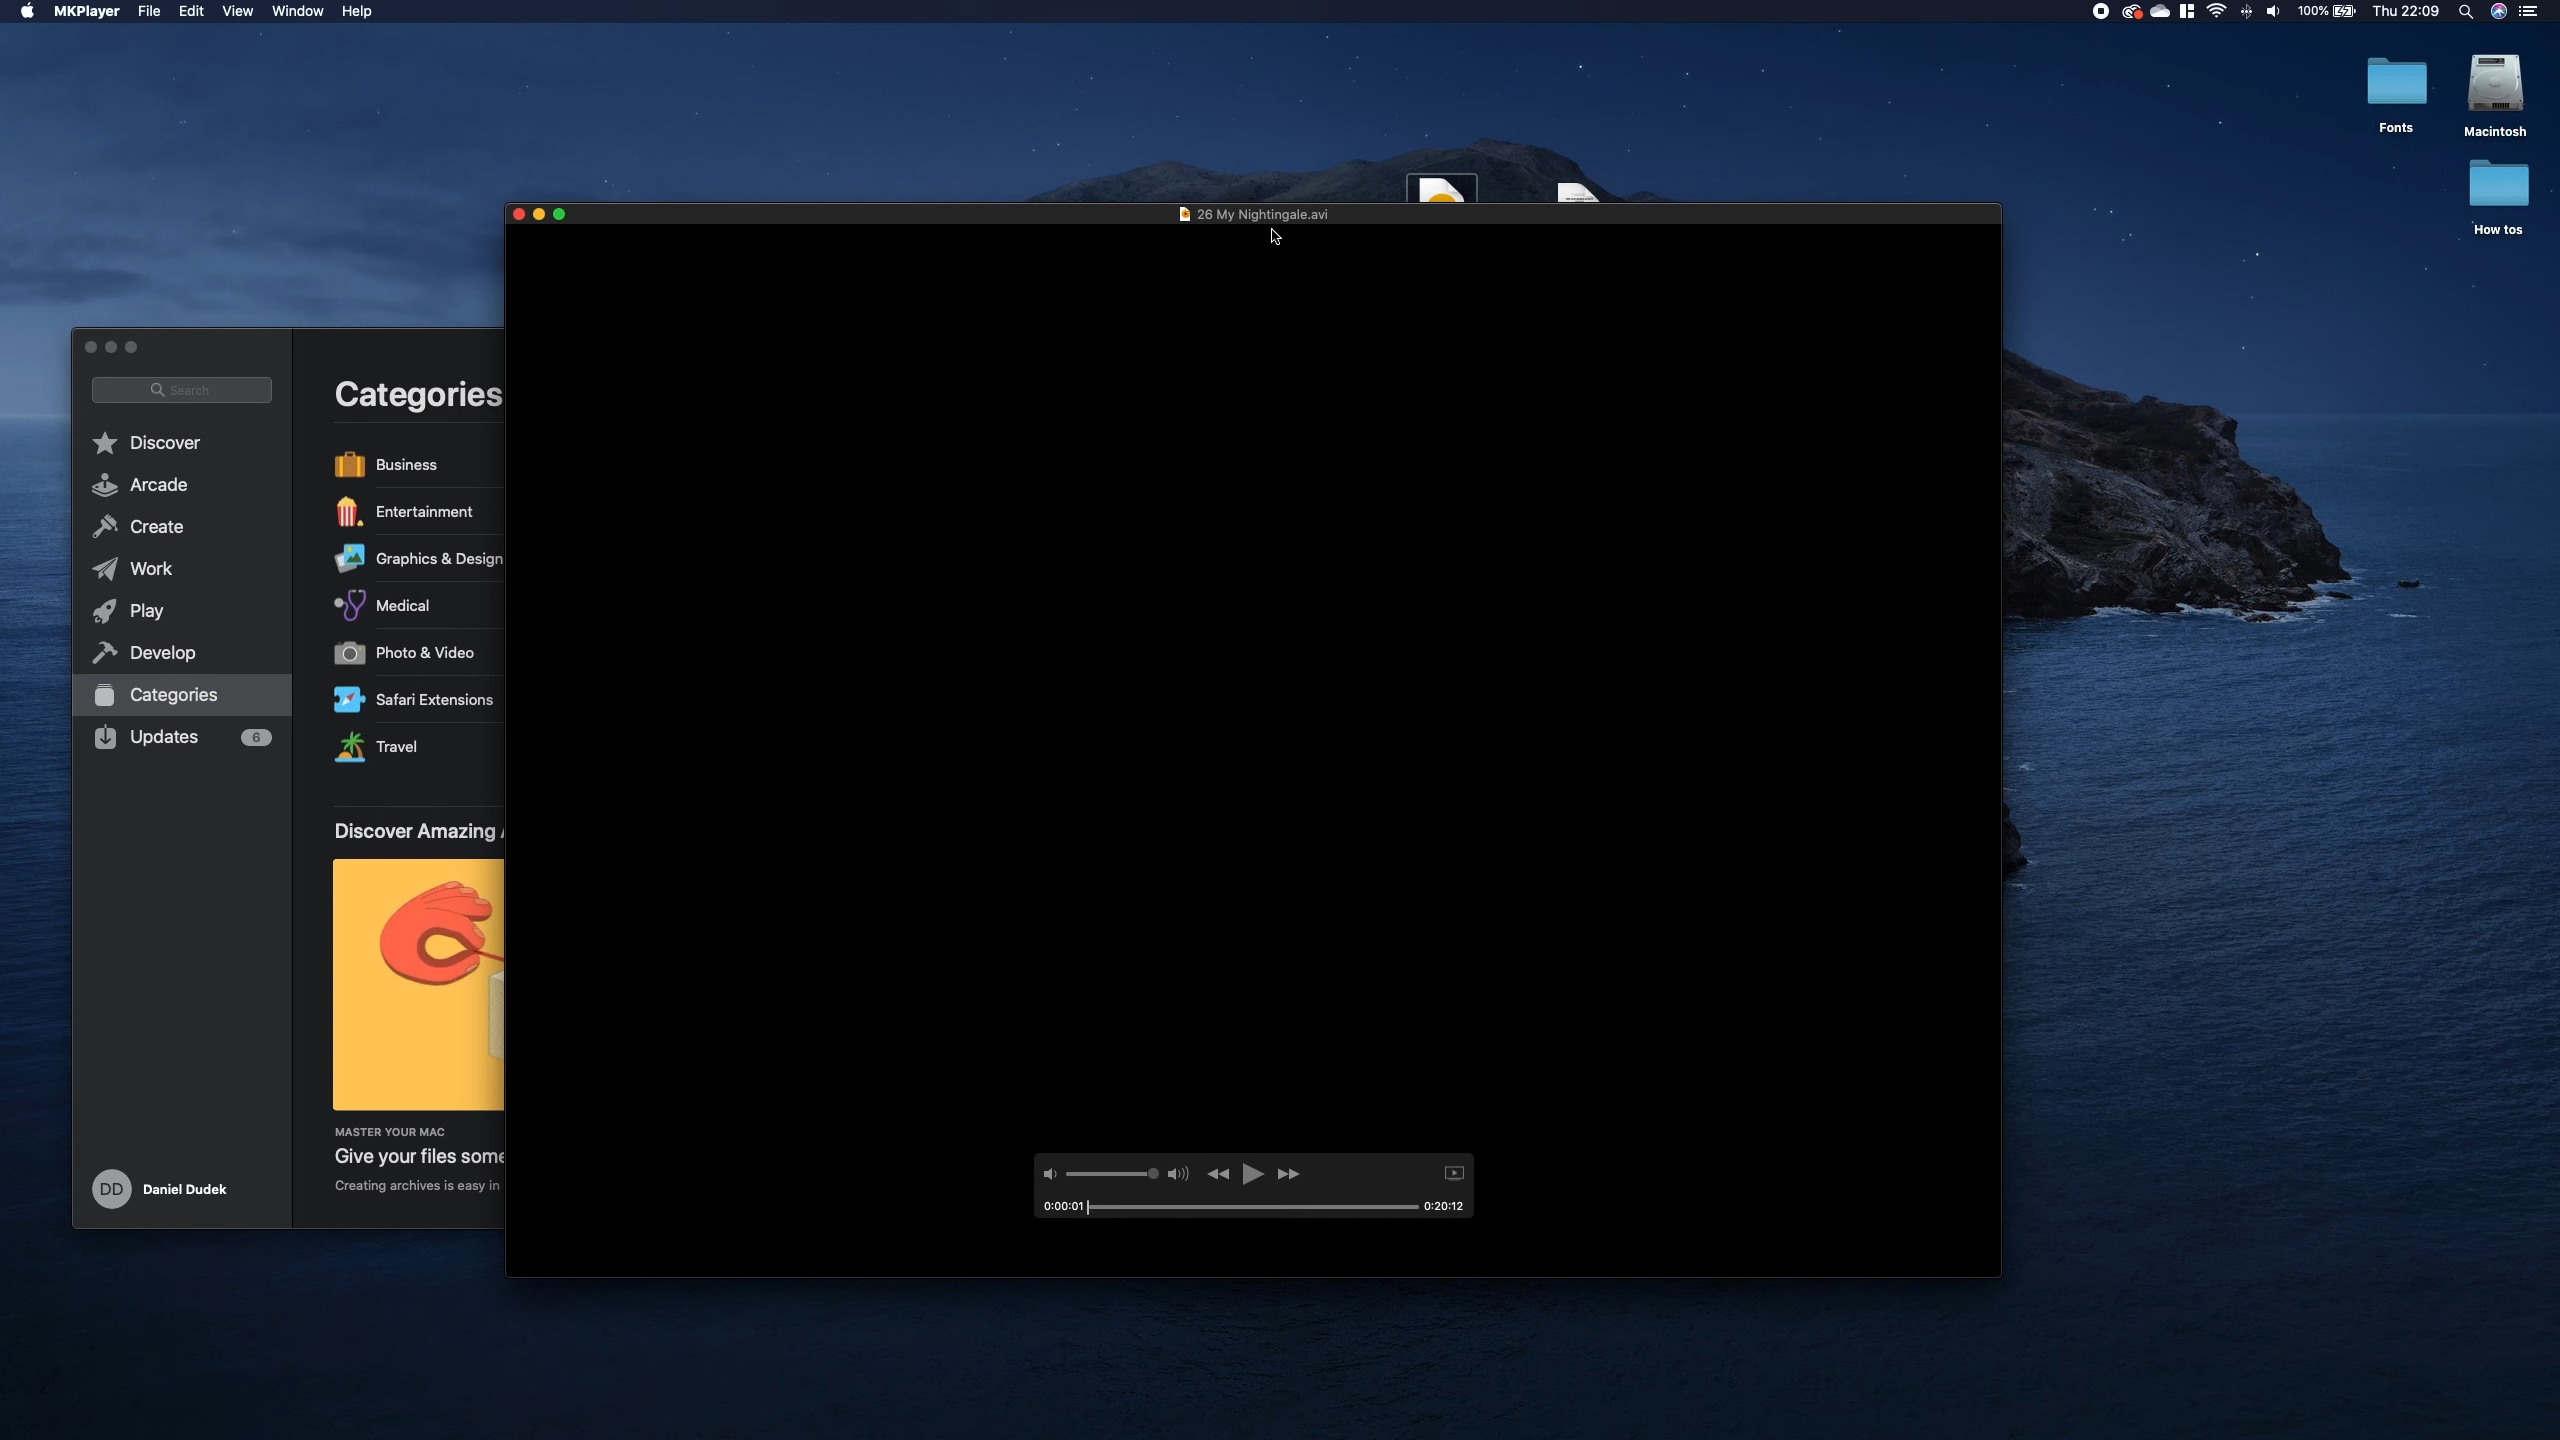 MKPlayer File Edit View Window Help
100% Thu 22:09
Fonts
Macintosh
How tos
26 My Nightingale.avi
Search
Discover
Arcade
Create
Work
Play
Develop
Categories
Updates 6
Daniel Dudek
DD
Categories
Business
Entertainment
Graphics & Design
Medical
Photo & Video
Safari Extensions
Travel
Discover Amazing
MASTER YOUR MAC
Give your files some
Creating archives is easy in
0:00:01 0:20:12